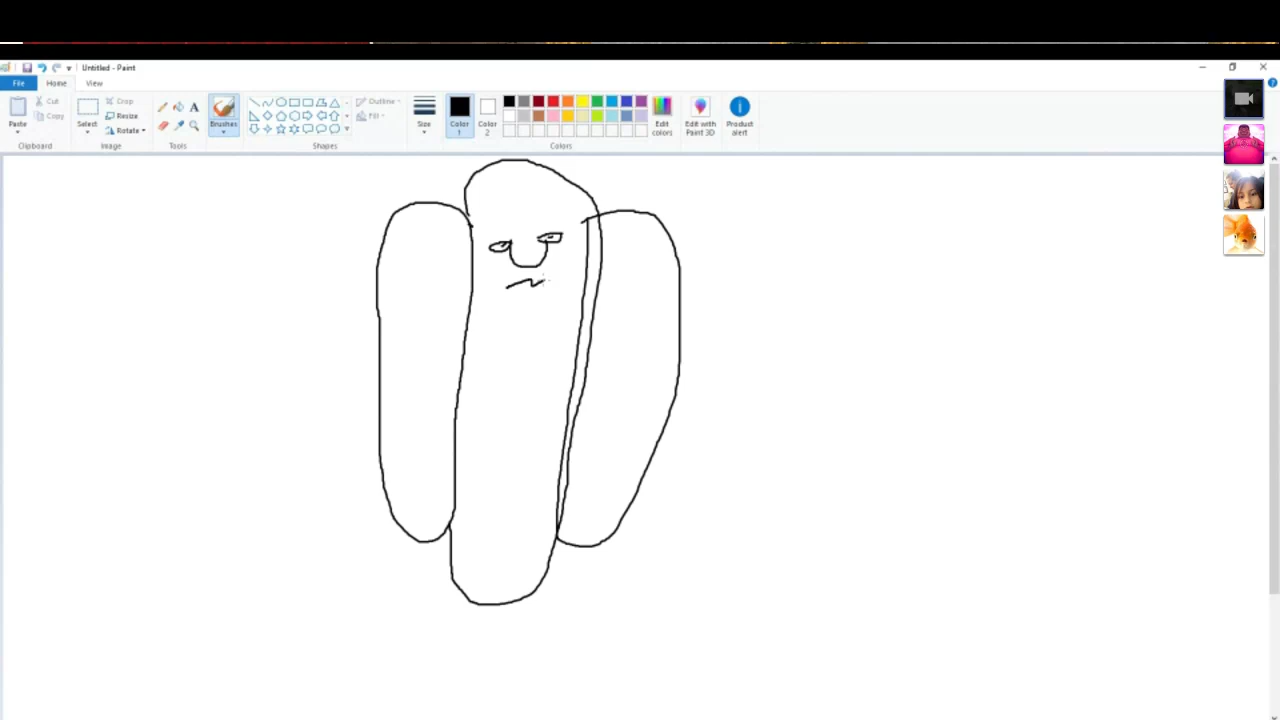 Untitled - Paint
File Home View
Paste Cut Copy
Clipboard
Select Crop Resize Rotate
Image
A
Tools
Brushes
Outline
Fill
Shapes
Size
Color 1
Color 2
Edit colors
Colors
Edit with Paint 3D
Product alert